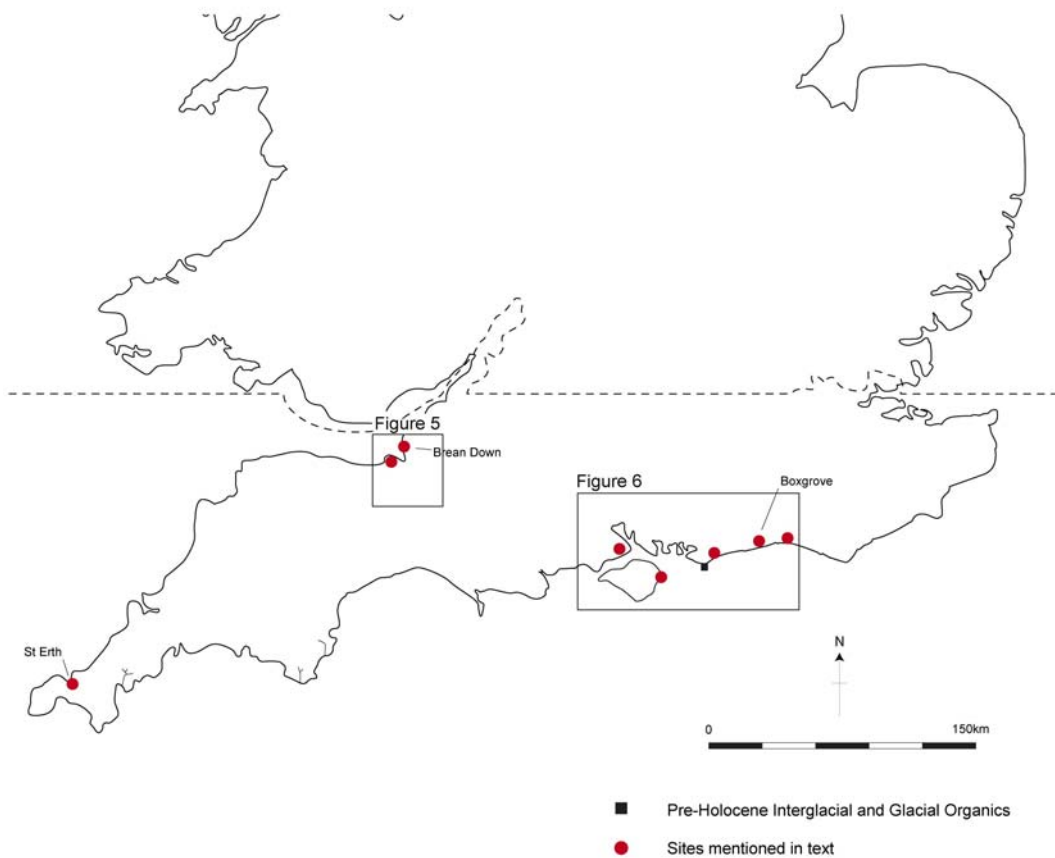 Figure 5
Brean Down
Figure 6
Boxgrove
St Erth
N
0 150km
Pre-Holocene Interglacial and Glacial Organics
Sites mentioned in text